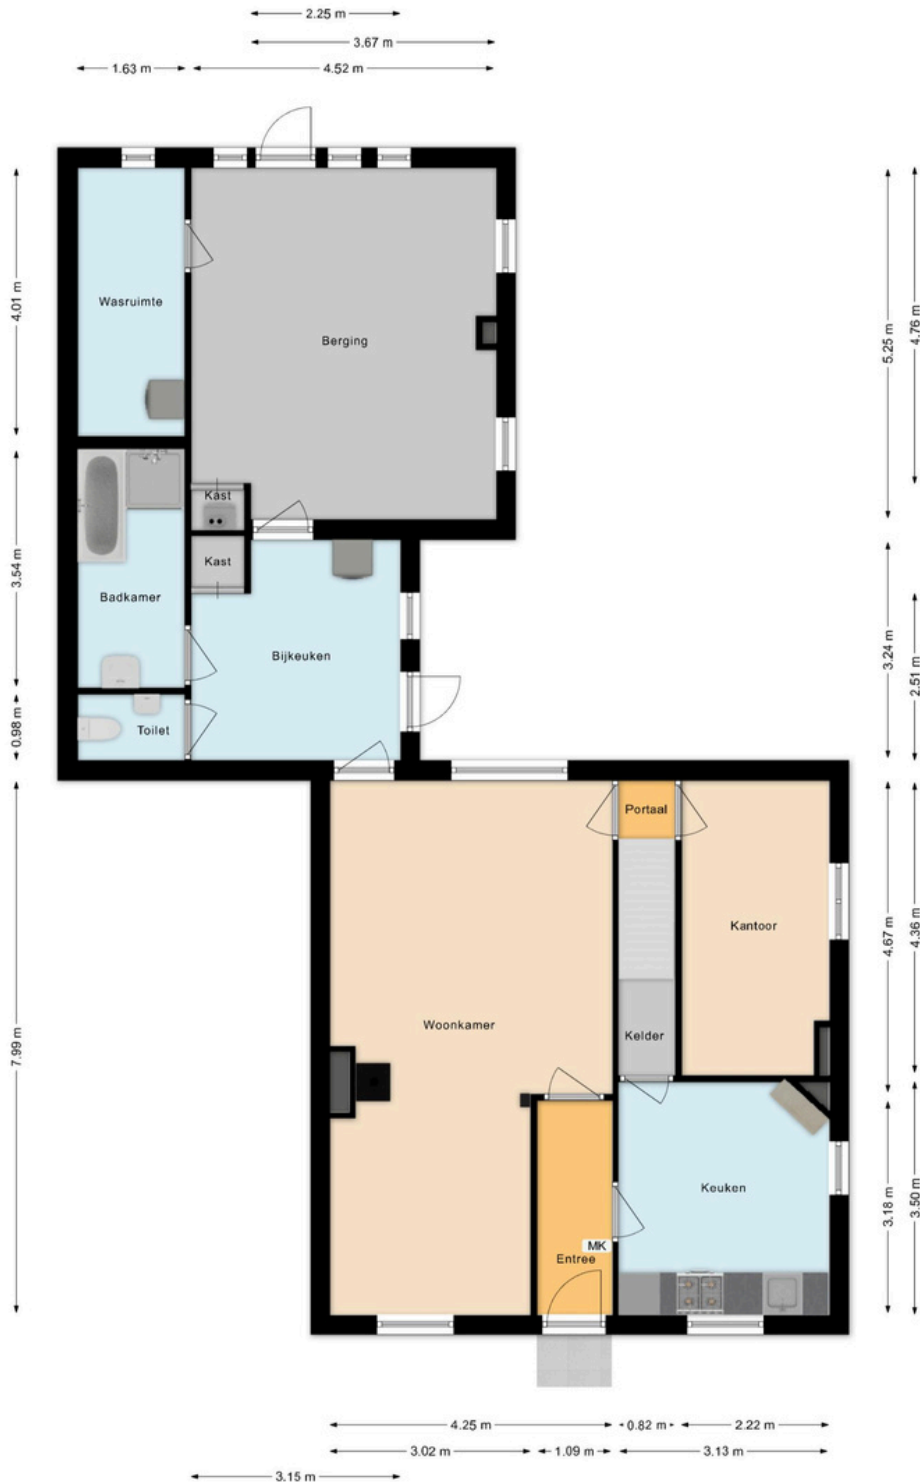 2.25 m
3.67 m
1.63 m
4.52 m
4.01 m
5.25 m
4.76 m
Wasruimte
Berging
Kast
Kast
3.54 m
Badkamer
Bijkeuken
3.24 m
2.51 m
0.98 m
Toilet
Portaal
Kantoor
4.67 m
4.36 m
7.99 m
Woonkamer
Kelder
Keuken
3.18 m
3.50 m
MK
Entree
4.25 m
0.82 m
2.22 m
3.02 m
1.09 m
3.13 m
3.15 m